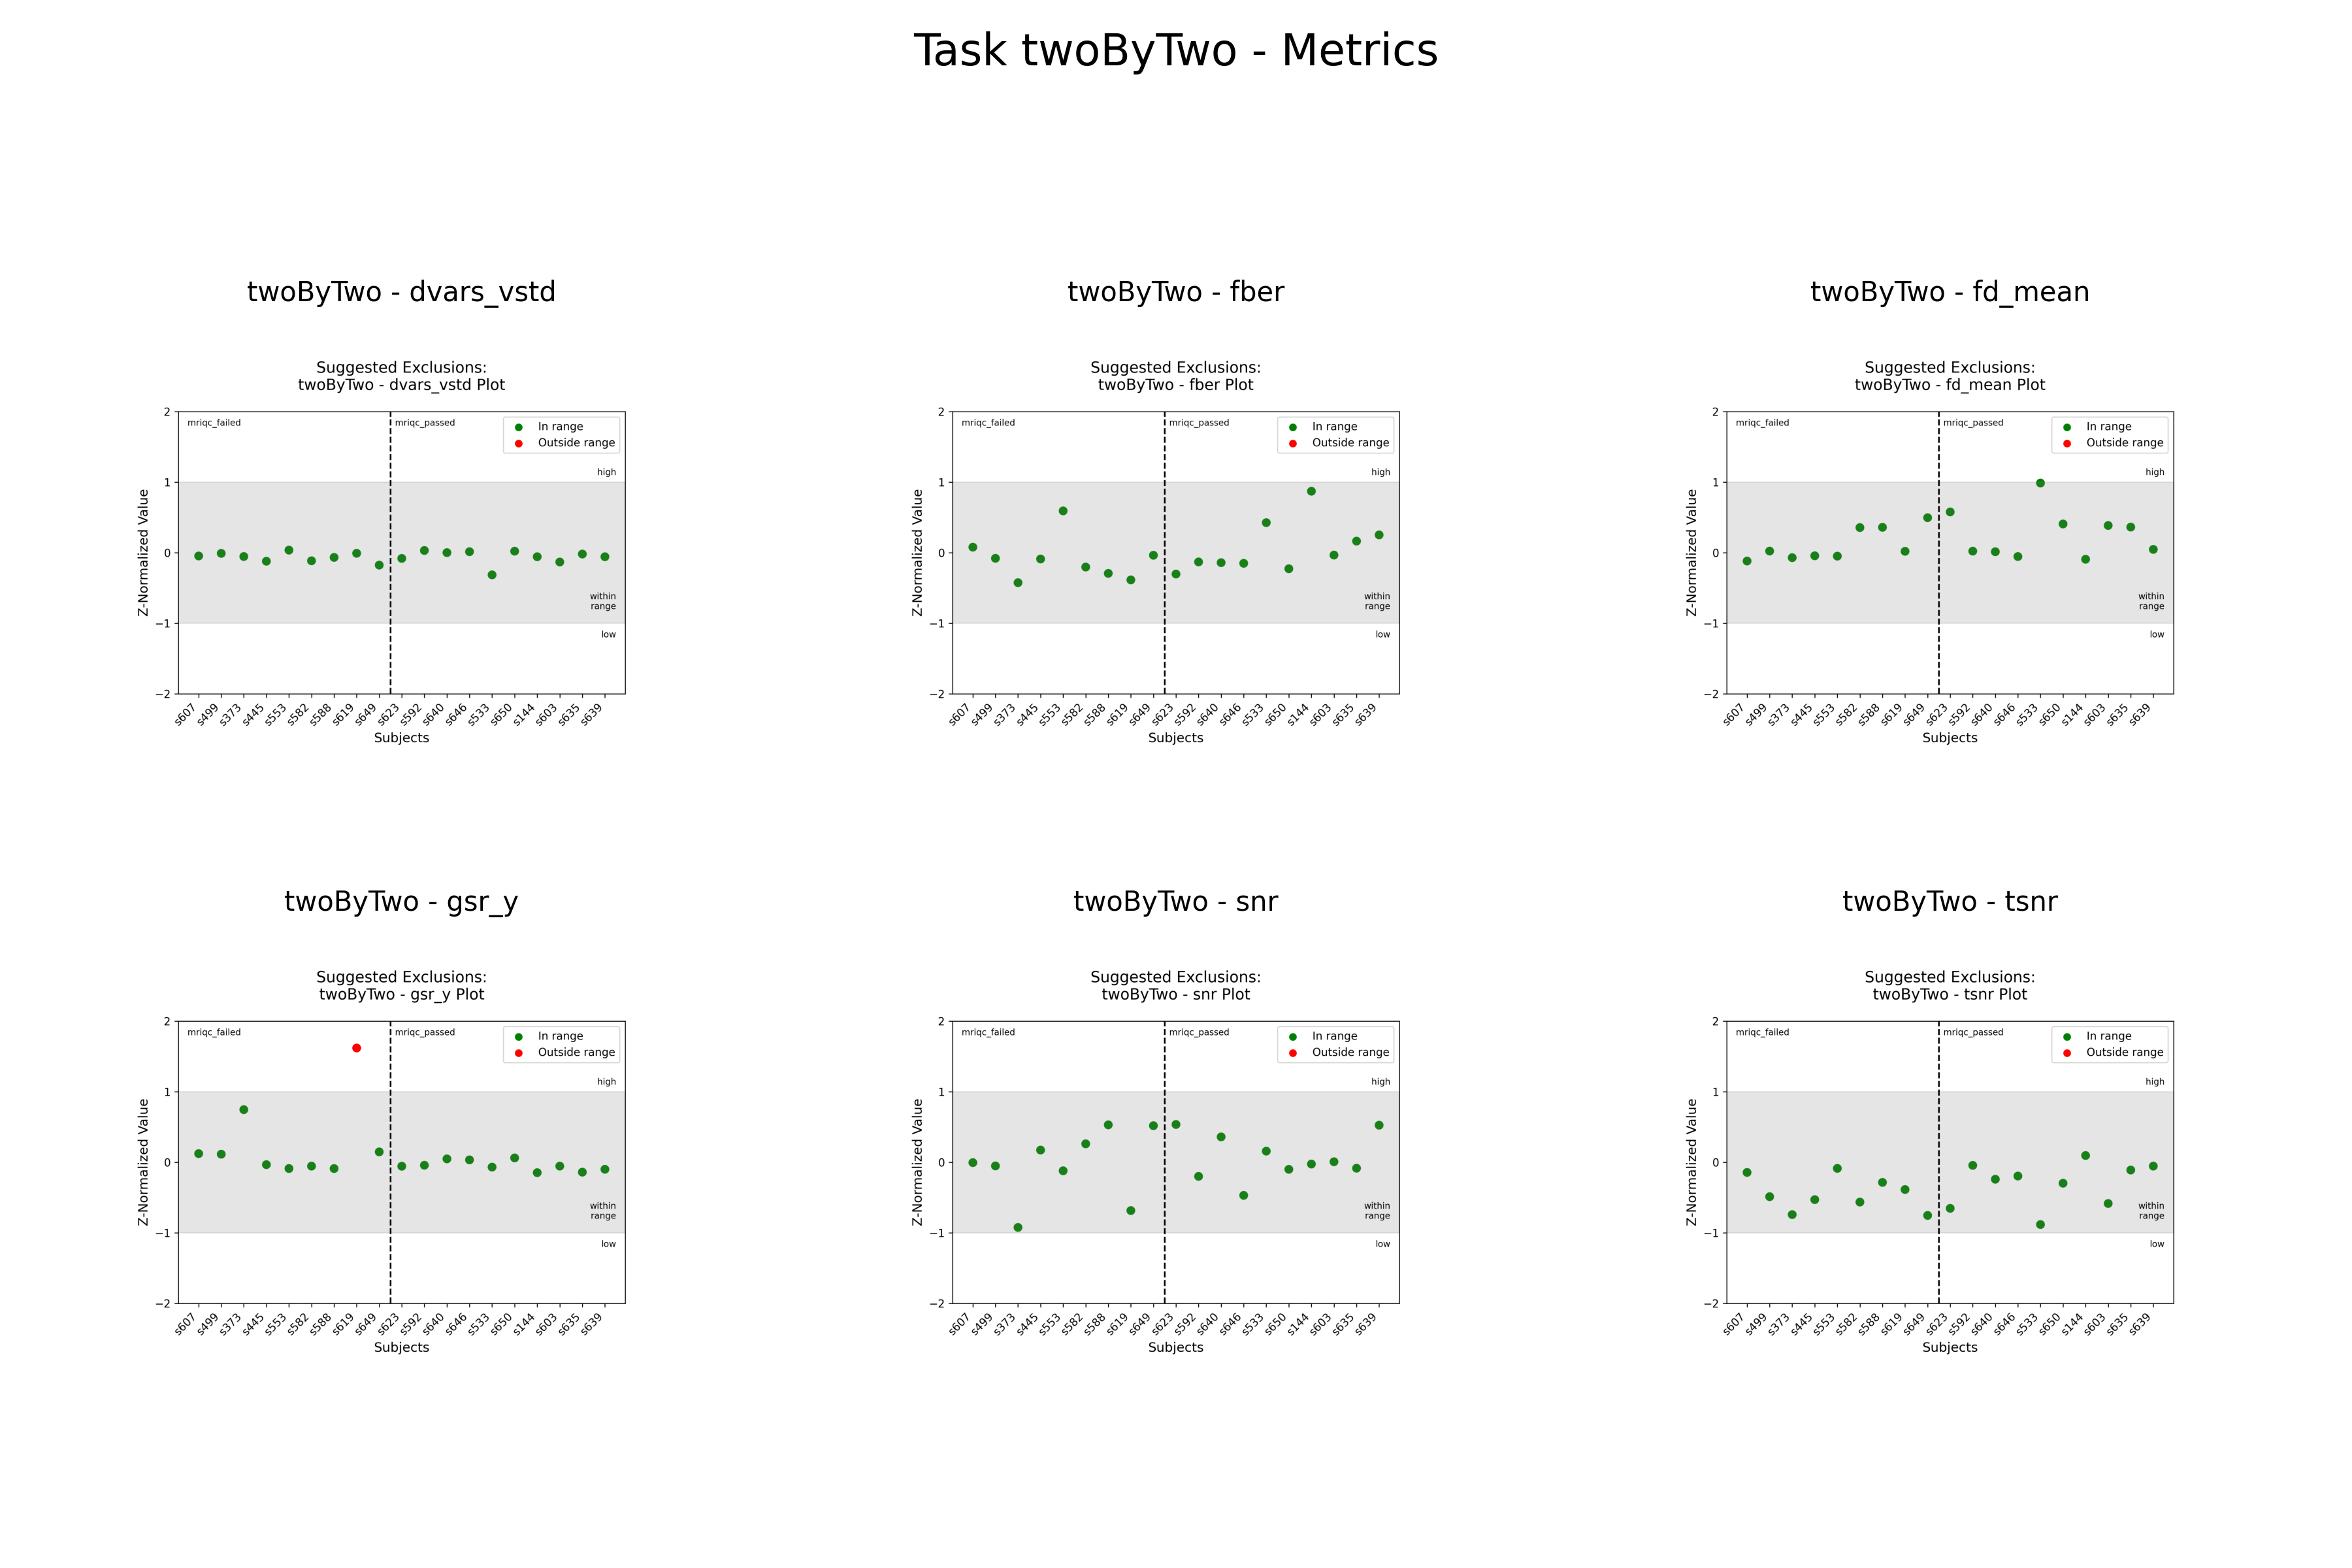 Task twoByTwo - Metrics
twoByTwo - dvars_vstd
Suggested Exclusions:
twoByTwo - dvars_vstd Plot
mriqc_failed
mriqc_passed
In range
Outside range
high
within
range
low
2
1
0
−1
−2
Z-Normalized Value
s607 s499 s373 s445 s553 s582 s588 s619 s649 s623 s592 s640 s646 s533 s650 s144 s603 s635 s639
Subjects
twoByTwo - fber
Suggested Exclusions:
twoByTwo - fber Plot
mriqc_failed
mriqc_passed
In range
Outside range
high
within
range
low
2
1
0
−1
−2
Z-Normalized Value
s607 s499 s373 s445 s553 s582 s588 s619 s649 s623 s592 s640 s646 s533 s650 s144 s603 s635 s639
Subjects
twoByTwo - fd_mean
Suggested Exclusions:
twoByTwo - fd_mean Plot
mriqc_failed
mriqc_passed
In range
Outside range
high
within
range
low
2
1
0
−1
−2
Z-Normalized Value
s607 s499 s373 s445 s553 s582 s588 s619 s649 s623 s592 s640 s646 s533 s650 s144 s603 s635 s639
Subjects
twoByTwo - gsr_y
Suggested Exclusions:
twoByTwo - gsr_y Plot
mriqc_failed
mriqc_passed
In range
Outside range
high
within
range
low
2
1
0
−1
−2
Z-Normalized Value
s607 s499 s373 s445 s553 s582 s588 s619 s649 s623 s592 s640 s646 s533 s650 s144 s603 s635 s639
Subjects
twoByTwo - snr
Suggested Exclusions:
twoByTwo - snr Plot
mriqc_failed
mriqc_passed
In range
Outside range
high
within
range
low
2
1
0
−1
−2
Z-Normalized Value
s607 s499 s373 s445 s553 s582 s588 s619 s649 s623 s592 s640 s646 s533 s650 s144 s603 s635 s639
Subjects
twoByTwo - tsnr
Suggested Exclusions:
twoByTwo - tsnr Plot
mriqc_failed
mriqc_passed
In range
Outside range
high
within
range
low
2
1
0
−1
−2
Z-Normalized Value
s607 s499 s373 s445 s553 s582 s588 s619 s649 s623 s592 s640 s646 s533 s650 s144 s603 s635 s639
Subjects